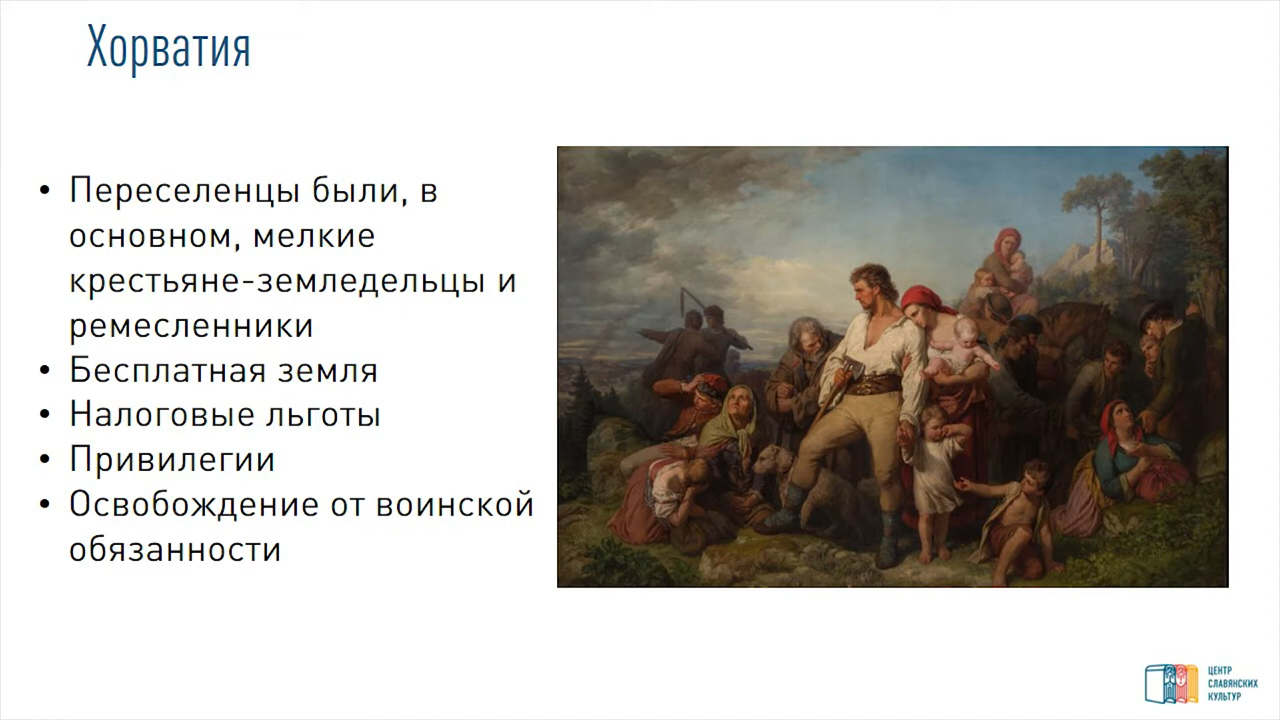 Хорватия
• Переселенцы были, в
основном, мелкие
крестьяне-земледельцы и
ремесленники
• Бесплатная земля
• Налоговые льготы
• Привилегии
• Освобождение от воинской
обязанности
ЦЕНТР
СЛАВЯНСКИХ
КУЛЬТУР